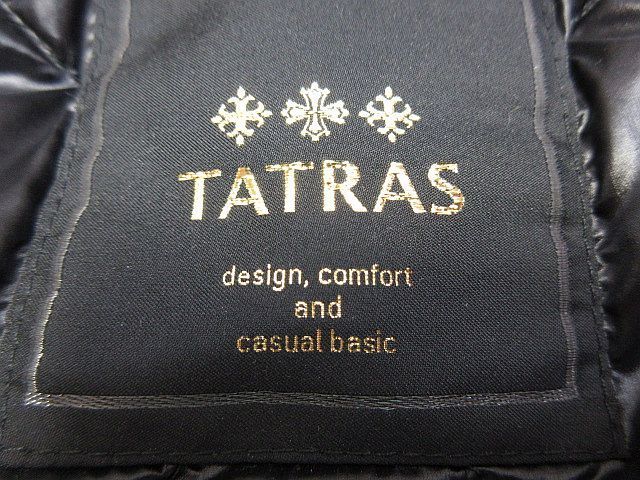 TATRAS
design, comfort
and
casual basic